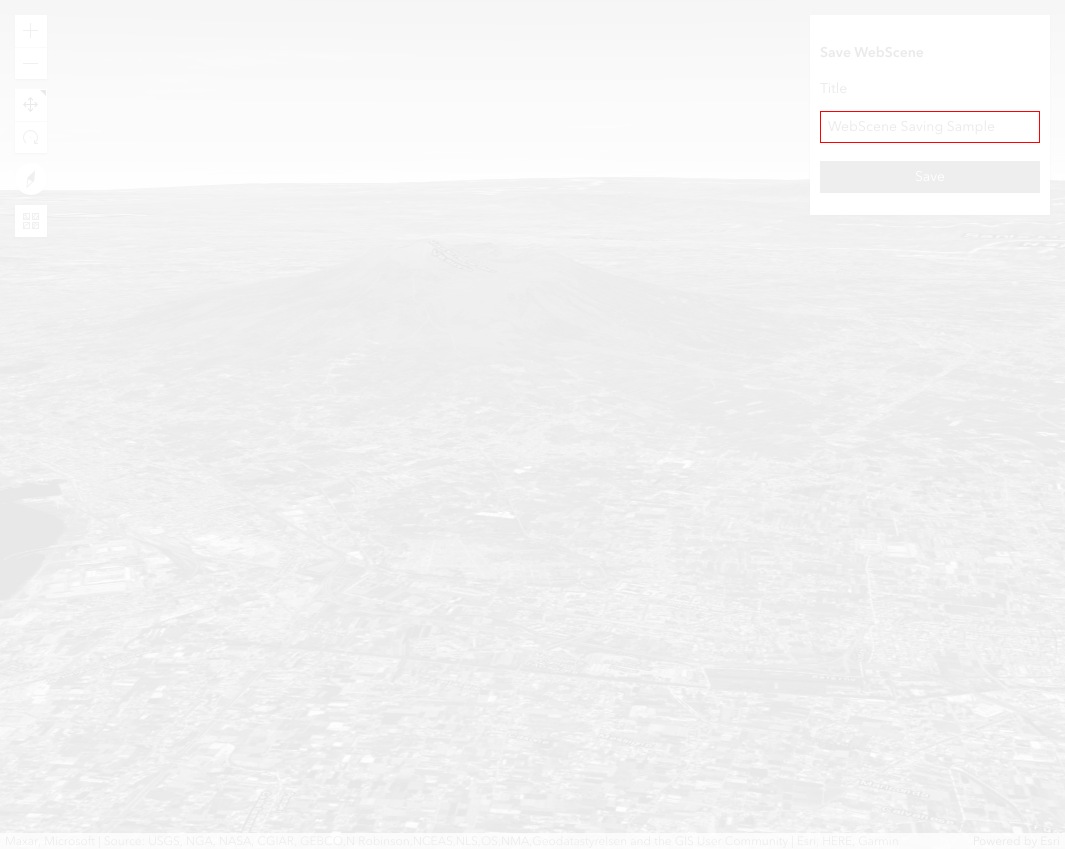 Save WebScene
Title
WebScene Saving Sample
Save
Maxar, Microsoft | Source: USGS, NGA, NASA, CGIAR, GEBCO,N Robinson,NCEAS,NLS,OS,NMA,Geodatastyrelsen and the GIS User Community | Esri, HERE, Garmin
Powered by Esri